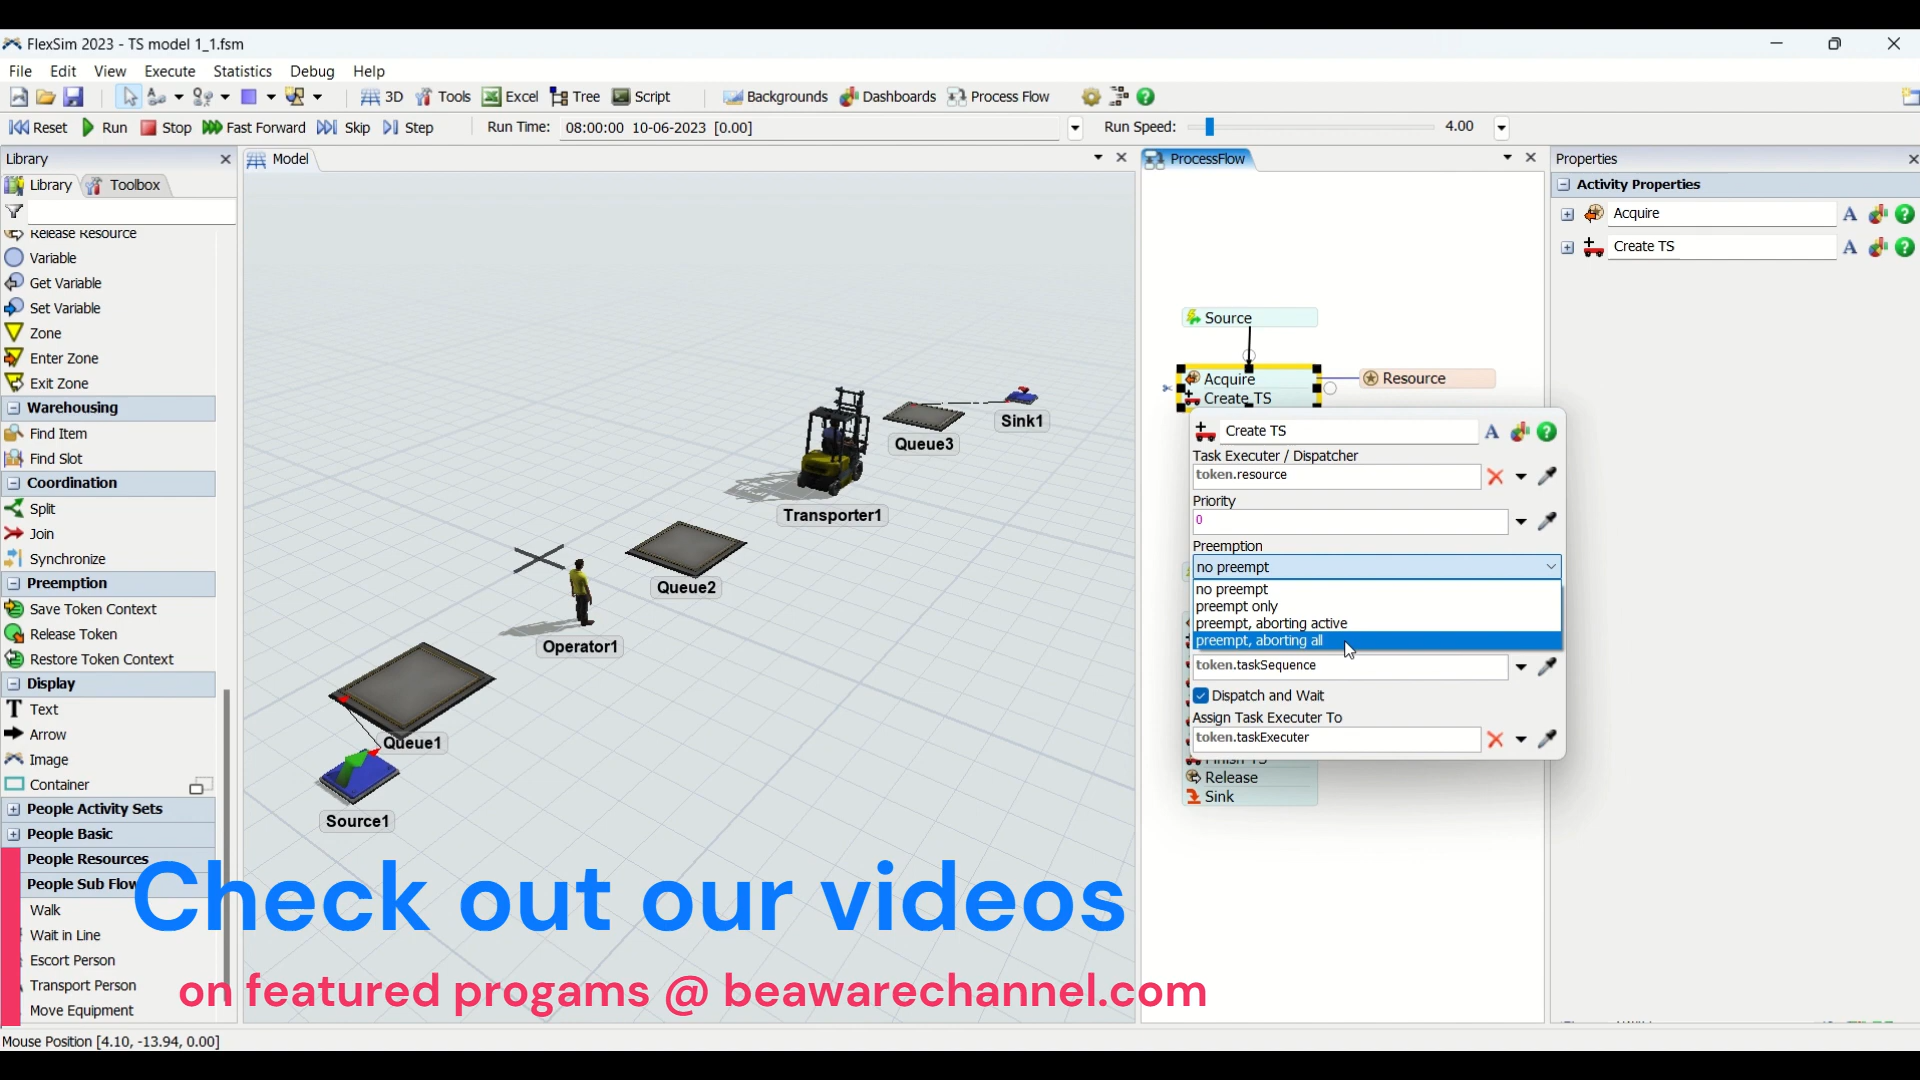 FlexSim 2023 - TS model 1_1.fsm
File Edit View Execute Statistics Debug Help
3D Tools Excel Tree Script Backgrounds Dashboards Process Flow
Reset Run Stop Fast Forward Skip Step Run Time: 08:00:00 10-06-2023 [0.00] Run Speed: 4.00
Library
Library Toolbox
Release Resource
Variable
Get Variable
Set Variable
Zone
Enter Zone
Exit Zone
Warehousing
Find Item
Find Slot
Coordination
Split
Join
Synchronize
Preemption
Save Token Context
Release Token
Restore Token Context
Display
Text
Arrow
Image
Container
People Activity Sets
People Basic
People Resources
People Sub Flow
Walk
Wait in Line
Escort Person
Transport Person
Move Equipment
Model
Sink1
Queue3
Transporter1
Queue2
Operator1
Queue1
Source1
ProcessFlow
Source
Acquire
Create TS
Resource
Create TS
Task Executer / Dispatcher
token.resource
Priority
0
Preemption
no preempt
no preempt
preempt only
preempt, aborting active
preempt, aborting all
token.taskSequence
Dispatch and Wait
Assign Task Executer To
token.taskExecuter
Finish TS
Release
Sink
Properties
Activity Properties
Acquire
Create TS
Check out our videos
on featured progams @ beawarechannel.com
Mouse Position [4.10, -13.94, 0.00]